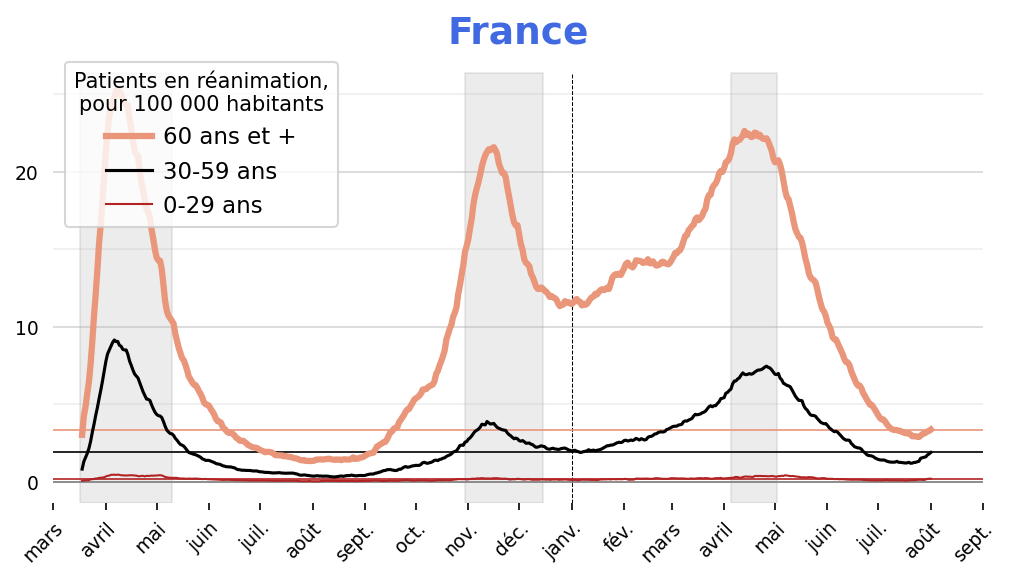 France
Patients en réanimation,
pour 100 000 habitants
60 ans et +
30-59 ans
0-29 ans
20
10
0
mars avril mai juin juil. août sept. oct. nov. déc. janv. fév. mars avril mai juin juil. août sept.